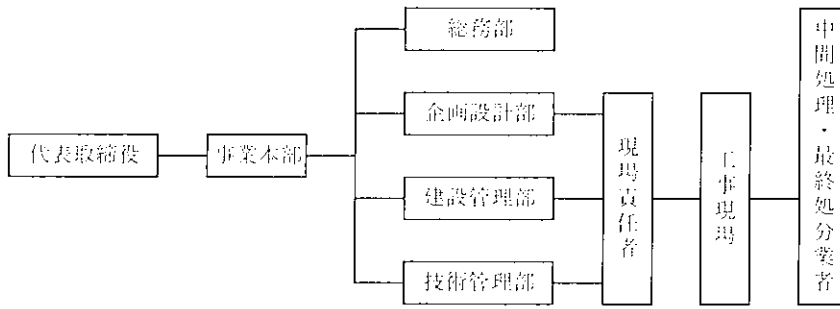 代表取締役
事業本部
総務部
企画設計部
建設管理部
技術管理部
現場責任者
工事現場
中間処理・最終処分業者